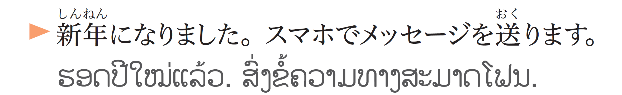 しんねん おく
▶新年になりました。スマホでメッセージを送ります。
ຮອດປີໃໝ່ແລ້ວ. ສົ່ງຂໍ້ຄວາມທາງສະມາດໂຟນ.